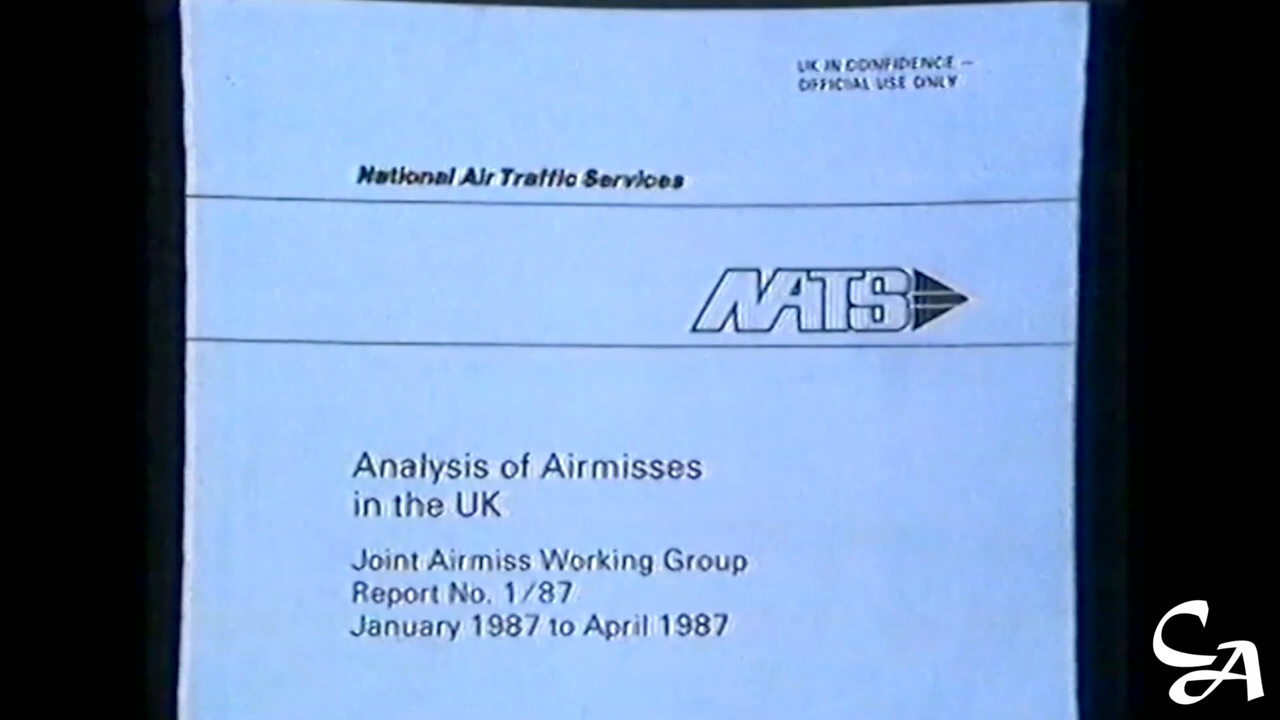 UK IN CONFIDENCE –
OFFICIAL USE ONLY
National Air Traffic Services
NATS
Analysis of Airmisses
in the UK
Joint Airmiss Working Group
Report No. 1/87
January 1987 to April 1987
CA